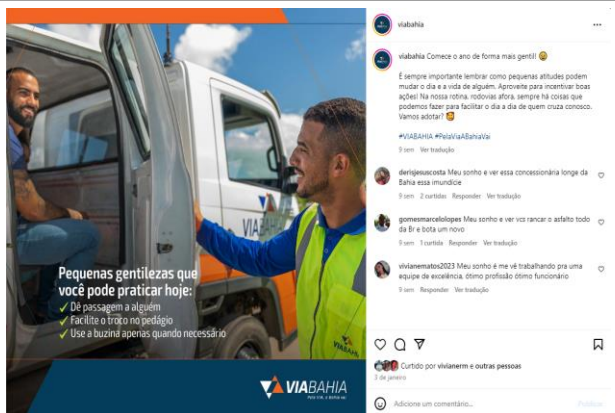 VIABAHIA
Pequenas gentilezas que
você pode praticar hoje:
Dê passagem a alguém
Facilite o troco no pedágio
Use a buzina apenas quando necessário
VIABAHIA
viabahia
viabahia Comece o ano de forma mais gentil!
É sempre importante lembrar como pequenas atitudes podem
mudar o dia e a vida de alguém. Aproveite para incentivar boas
ações! Na nossa rotina, rodovias afora, sempre há coisas que
podemos fazer para facilitar o dia a dia de quem cruza conosco.
Vamos adotar?
#VIABAHIA #PelaViaABahiaVai
9 sem Ver tradução
derisjesuscosta Meu sonho e ver essa concessionária longe da
Bahia essa imundície
9 sem 2 curtidas Responder Ver tradução
gomesmarcelolopes Meu sonho e ver vcs rancar o asfalto todo
da Br e bota um novo
9 sem 1 curtida Responder Ver tradução
vivianematos2023 Meu sonho é me vê trabalhando pra uma
equipe de excelência, ótimo profissão ótimo funcionário
9 sem Responder Ver tradução
Curtido por vivianerm e outras pessoas
3 de janeiro
Adicione um comentário...
Publicar